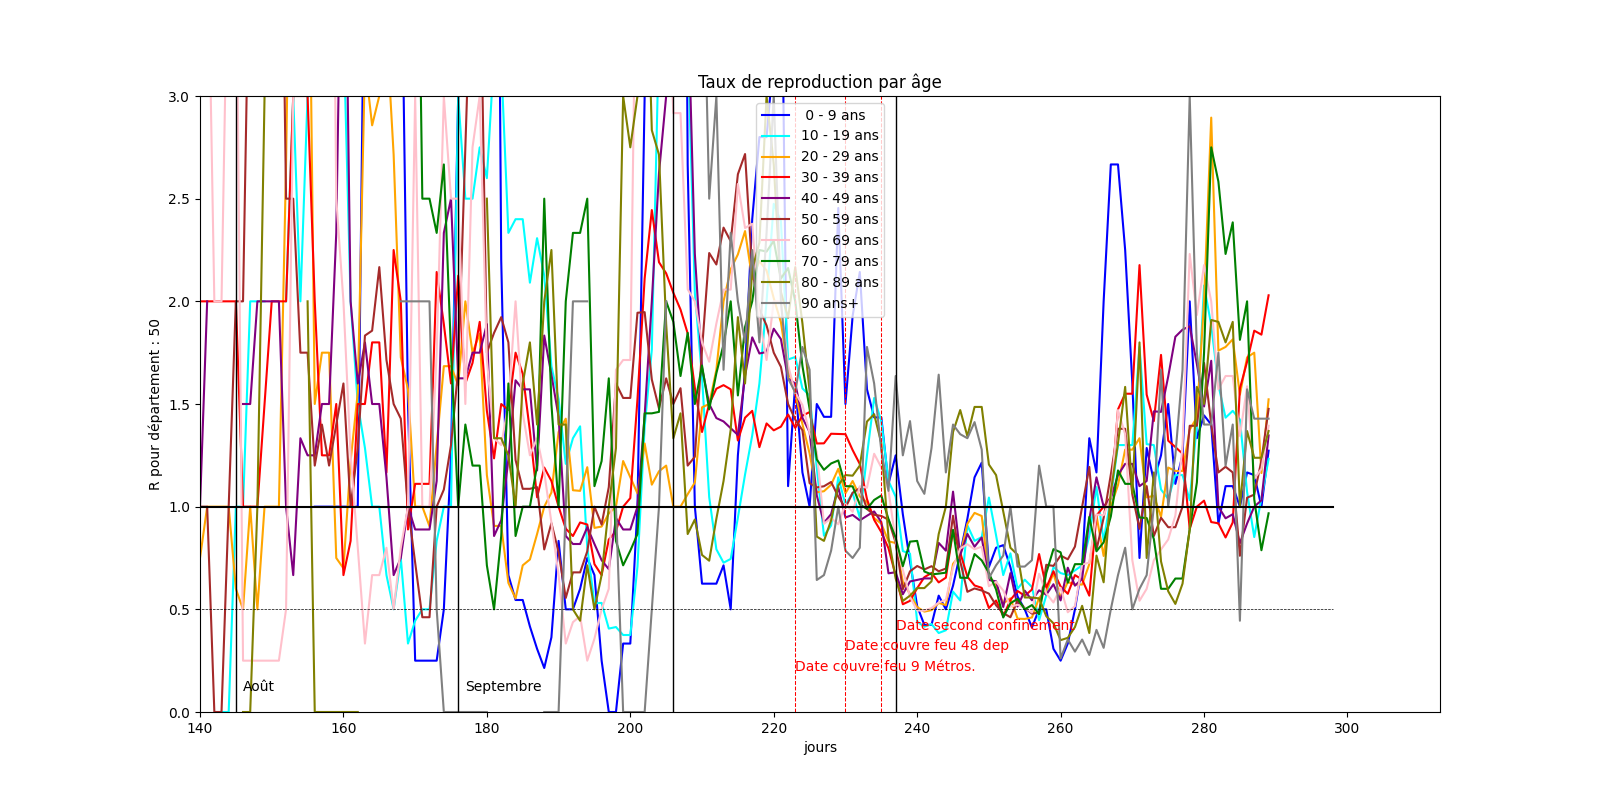 Taux de reproduction par âge
R pour département : 50
3.0
2.5
2.0
1.5
1.0
0.5
0.0
0 - 9 ans
10 - 19 ans
20 - 29 ans
30 - 39 ans
40 - 49 ans
50 - 59 ans
60 - 69 ans
70 - 79 ans
80 - 89 ans
90 ans+
Date second confinement
Date couvre feu 48 dep
Date couvre feu 9 Métros.
Août
Septembre
140
160
180
200
220
240
260
280
300
jours